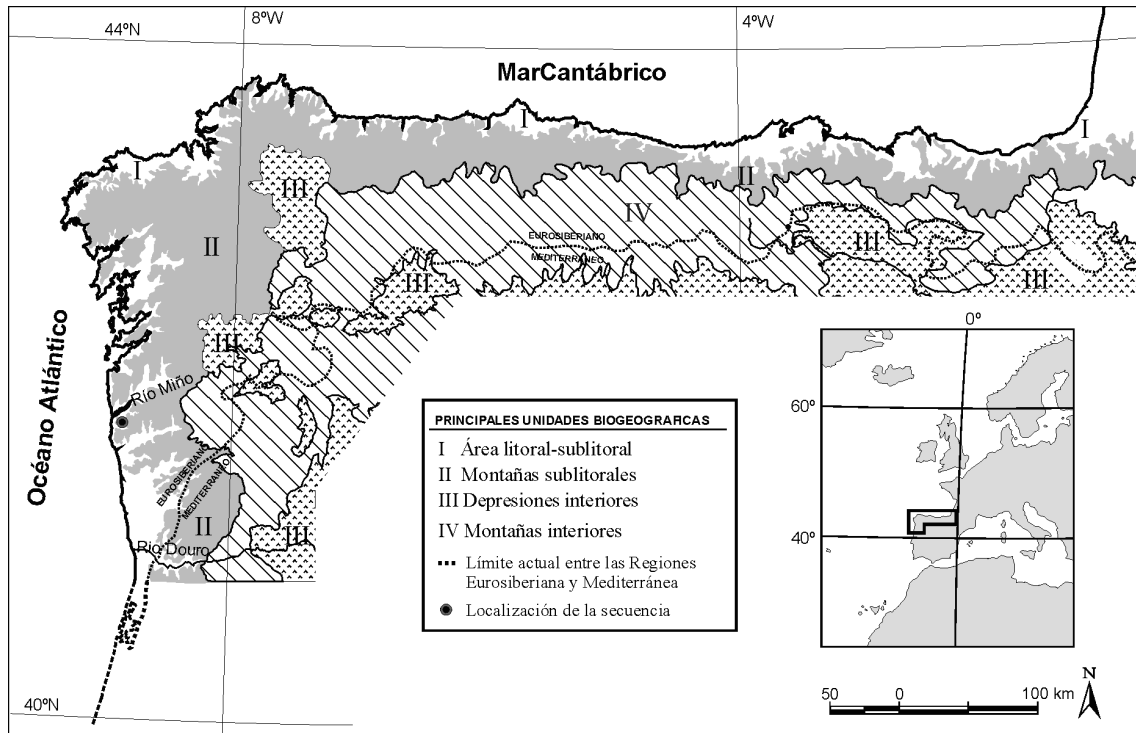 44ºN
8ºW
4ºW
MarCantábrico
I
I
I
II
III
IV
II
III
II
EUROSIBERIANO
MEDITERRÁNEO
III
III
III
Océano Atlántico
Río Miño
EUROSIBERIANO
MEDITERRANEO
II
III
Rio Douro
40ºN
PRINCIPALES UNIDADES BIOGEOGRAFICAS
I Área litoral-sublitoral
II Montañas sublitorales
III Depresiones interiores
IV Montañas interiores
Límite actual entre las Regiones
Eurosiberiana y Mediterránea
Localización de la secuencia
0º
60º
40º
50 0 100 km
N